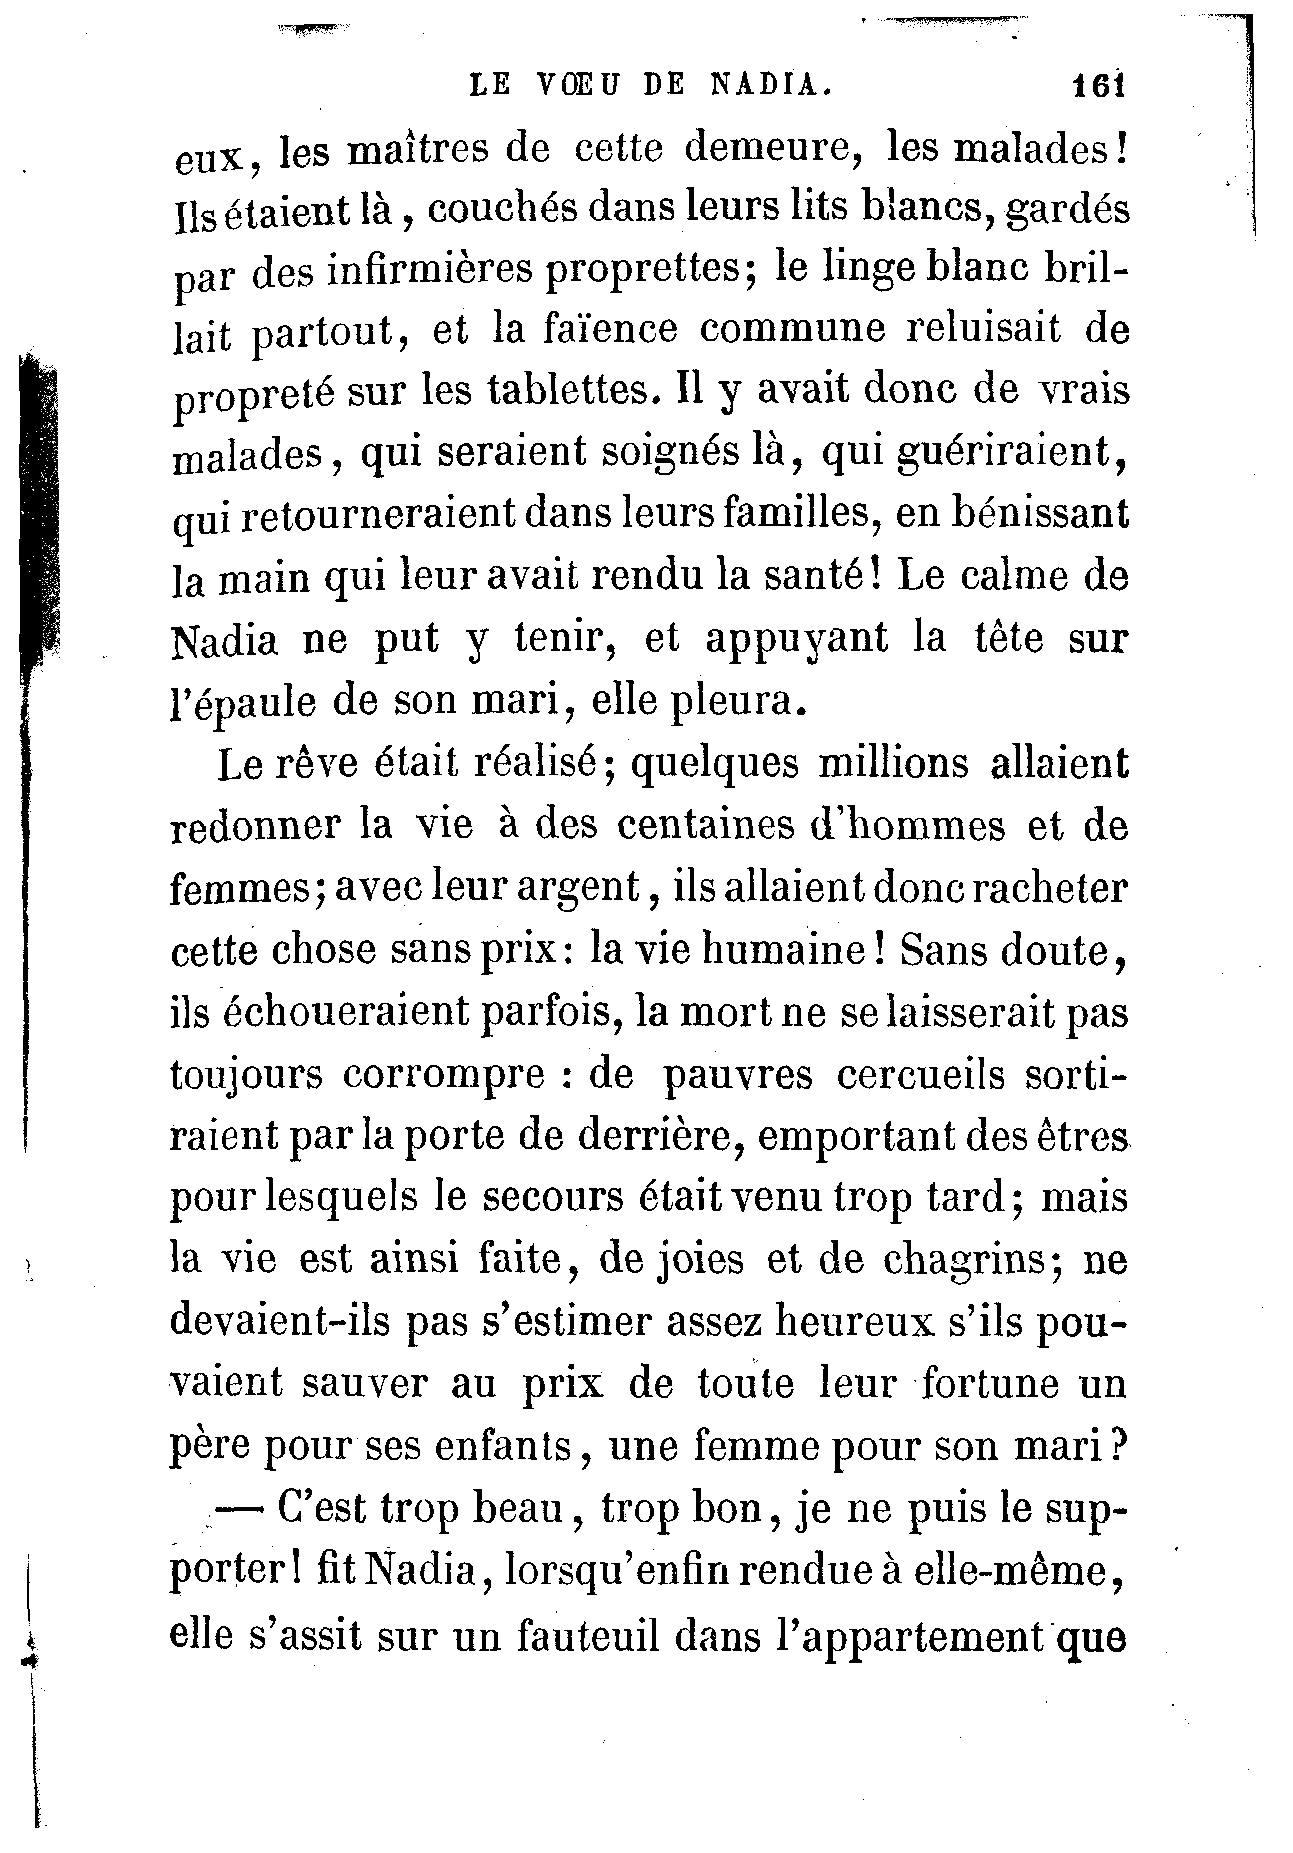 LE VŒU DE NADIA. 161
eux, les maîtres de cette demeure, les malades!
Ils étaient là, couchés dans leurs lits blancs, gardés
par des infirmières proprettes; le linge blanc bril-
lait partout, et la faïence commune reluisait de
propreté sur les tablettes. Il y avait donc de vrais
malades, qui seraient soignés là, qui guériraient,
qui retourneraient dans leurs familles, en bénissant
la main qui leur avait rendu la santé! Le calme de
Nadia ne put y tenir, et appuyant la tête sur
l'épaule de son mari, elle pleura.
Le rêve était réalisé; quelques millions allaient
redonner la vie à des centaines d'hommes et de
femmes; avec leur argent, ils allaient donc racheter
cette chose sans prix: la vie humaine! Sans doute,
ils échoueraient parfois, la mort ne se laisserait pas
toujours corrompre : de pauvres cercueils sorti-
raient par la porte de derrière, emportant des êtres
pour lesquels le secours était venu trop tard; mais
la vie est ainsi faite, de joies et de chagrins; ne
devaient-ils pas s'estimer assez heureux s'ils pou-
vaient sauver au prix de toute leur fortune un
père pour ses enfants, une femme pour son mari?
— C'est trop beau, trop bon, je ne puis le sup-
porter! fit Nadia, lorsqu'enfin rendue à elle-même,
elle s'assit sur un fauteuil dans l'appartement que